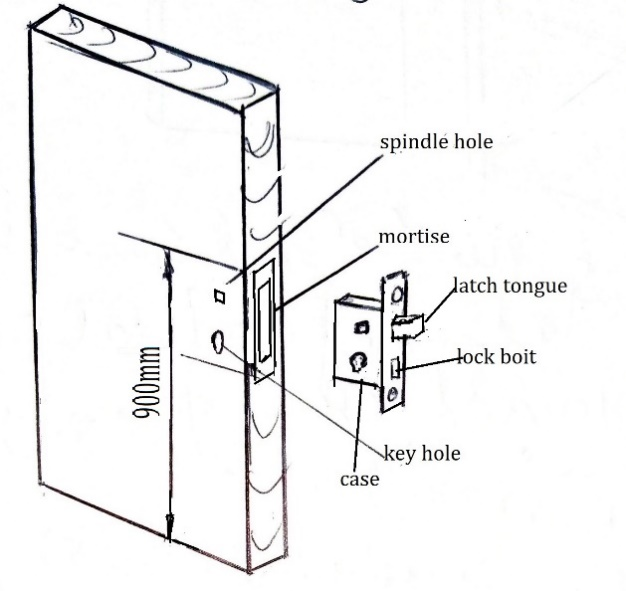 spindle hole
mortise
latch tongue
lock boit
900mm
key hole
case